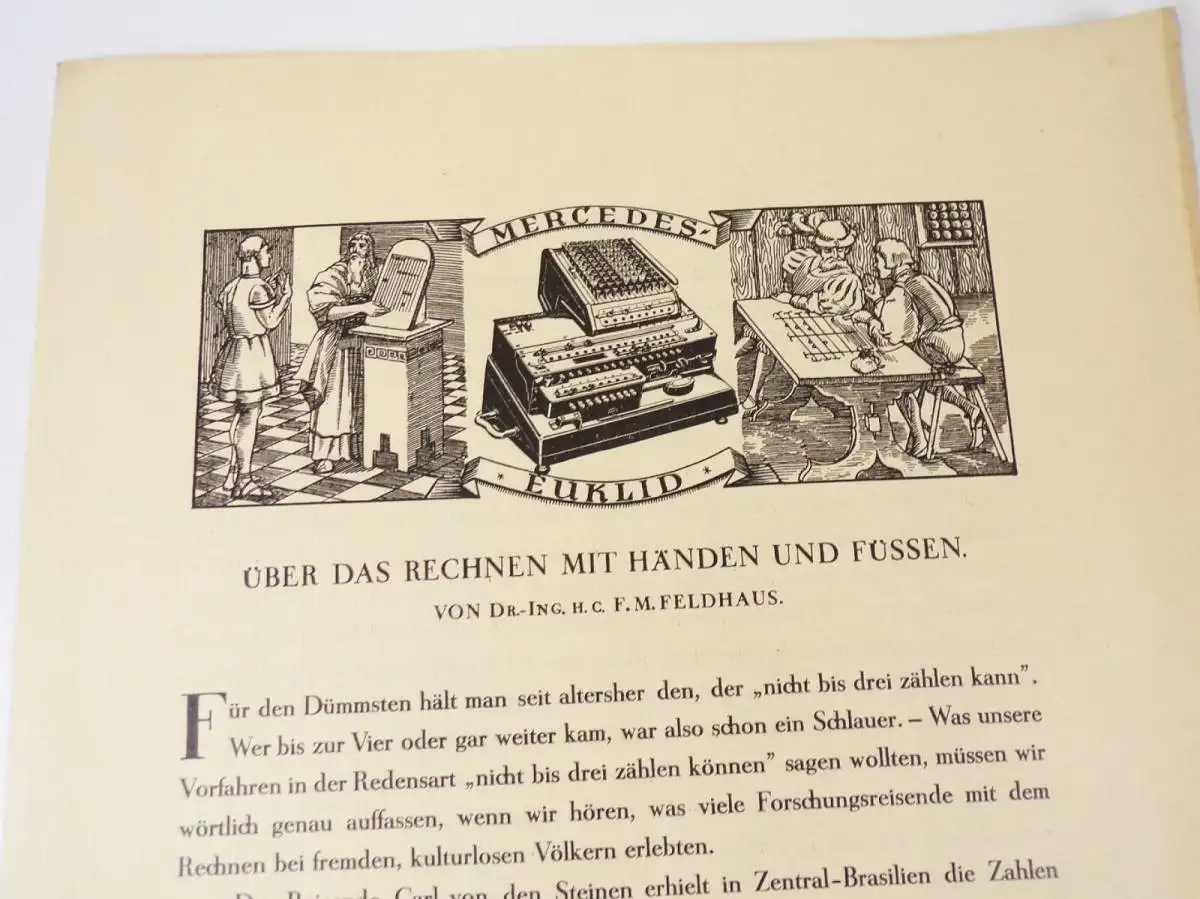 MERCEDES-
* EUKLID *
ÜBER DAS RECHNEN MIT HÄNDEN UND FÜSSEN.
VON DR.-ING. H. C. F. M. FELDHAUS.
Für den Dümmsten hält man seit altersher den, der „nicht bis drei zählen kann”.
Wer bis zur Vier oder gar weiter kam, war also schon ein Schlauer. – Was unsere
Vorfahren in der Redensart „nicht bis drei zählen können” sagen wollten, müssen wir
wörtlich genau auffassen, wenn wir hören, was viele Forschungsreisende mit dem
Rechnen bei fremden, kulturlosen Völkern erlebten.
Der Reisende Carl von den Steinen erhielt in Zentral-Brasilien die Zahlen